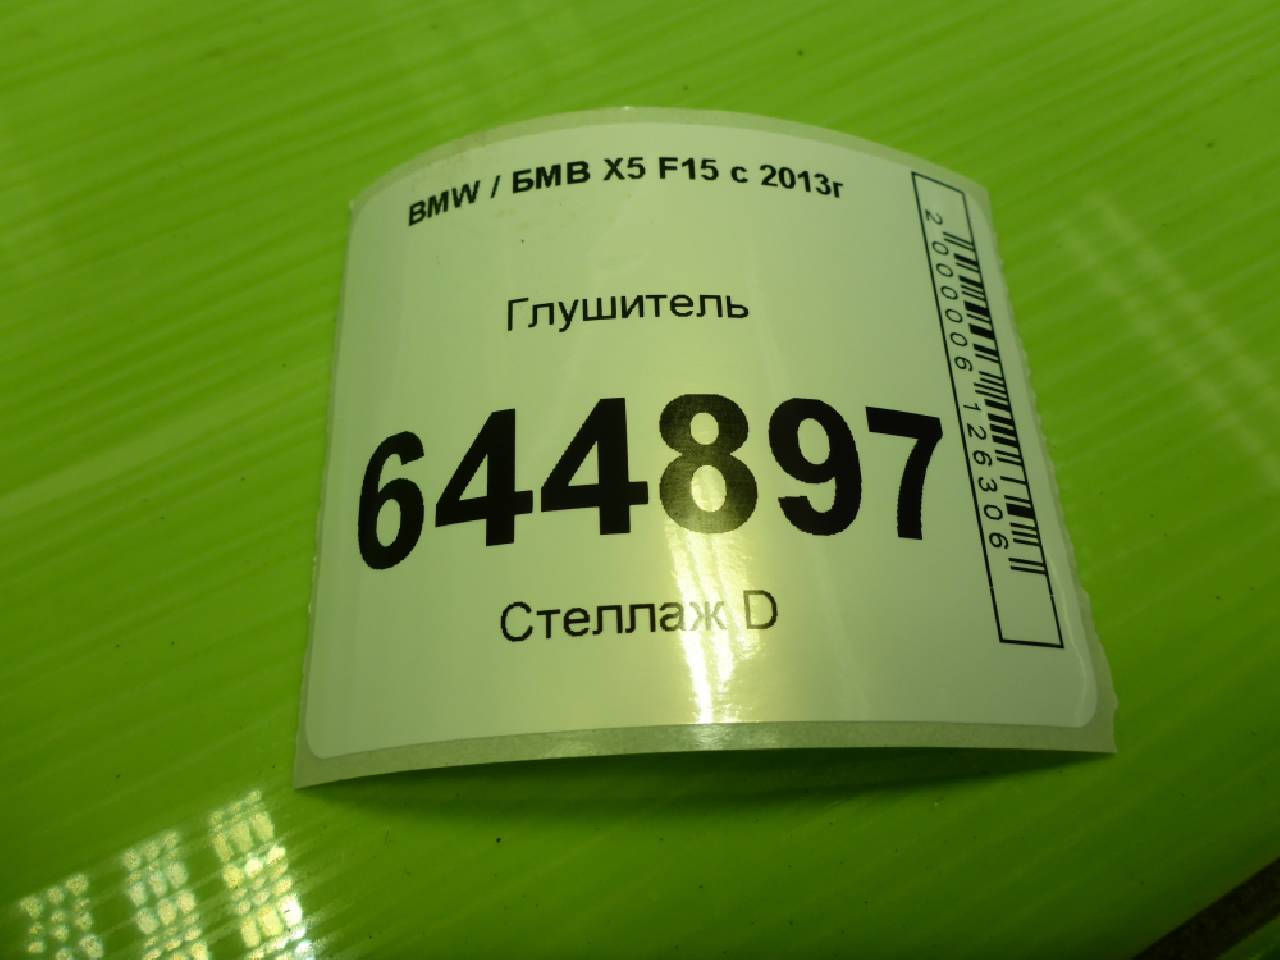 BMW / БМВ X5 F15 с 2013г
Глушитель
644897
Стеллаж D
2000006126306